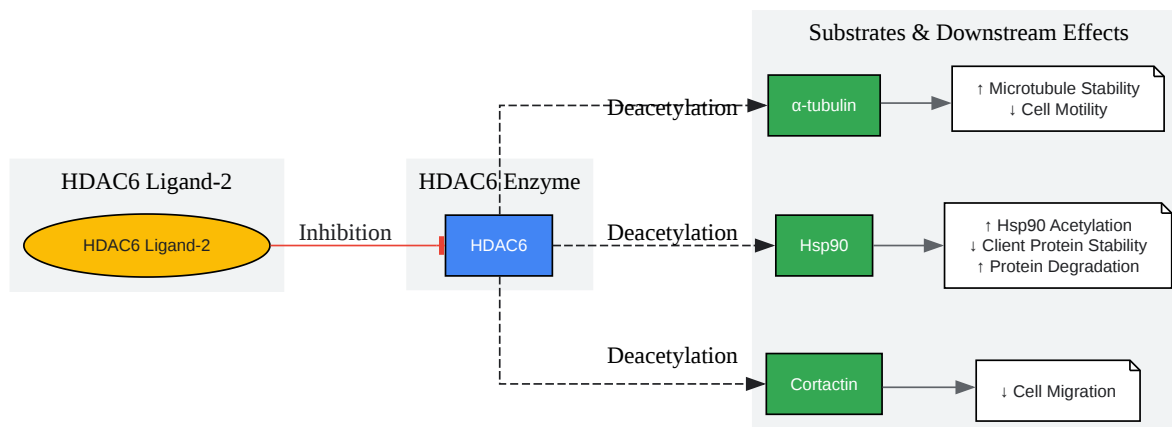 Substrates & Downstream Effects
HDAC6 Ligand-2
HDAC6 Ligand-2
Inhibition
HDAC6 Enzyme
HDAC6
Deacetylation
α-tubulin
↑ Microtubule Stability
↓ Cell Motility
Deacetylation
Hsp90
↑ Hsp90 Acetylation
↓ Client Protein Stability
↑ Protein Degradation
Deacetylation
Cortactin
↓ Cell Migration